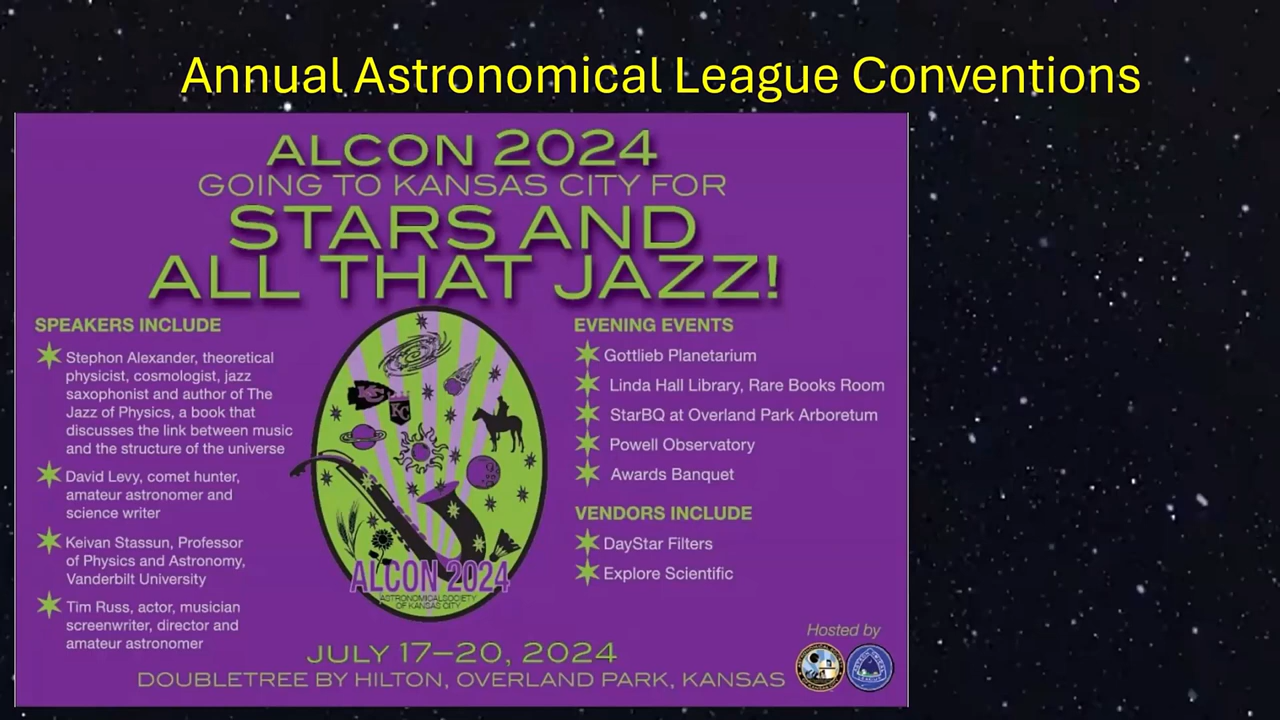 Annual Astronomical League Conventions
ALCON 2024
GOING TO KANSAS CITY FOR
STARS AND
ALL THAT JAZZ!
SPEAKERS INCLUDE
Stephon Alexander, theoretical
physicist, cosmologist, jazz
saxophonist and author of The
Jazz of Physics, a book that
discusses the link between music
and the structure of the universe
David Levy, comet hunter,
amateur astronomer and
science writer
Keivan Stassun, Professor
of Physics and Astronomy,
Vanderbilt University
Tim Russ, actor, musician
screenwriter, director and
amateur astronomer
KC
KC
ALCON 2024
ASTRONOMICAL SOCIETY
OF KANSAS CITY
EVENING EVENTS
Gottlieb Planetarium
Linda Hall Library, Rare Books Room
StarBQ at Overland Park Arboretum
Powell Observatory
Awards Banquet
VENDORS INCLUDE
DayStar Filters
Explore Scientific
Hosted by
JULY 17–20, 2024
DOUBLETREE BY HILTON, OVERLAND PARK, KANSAS